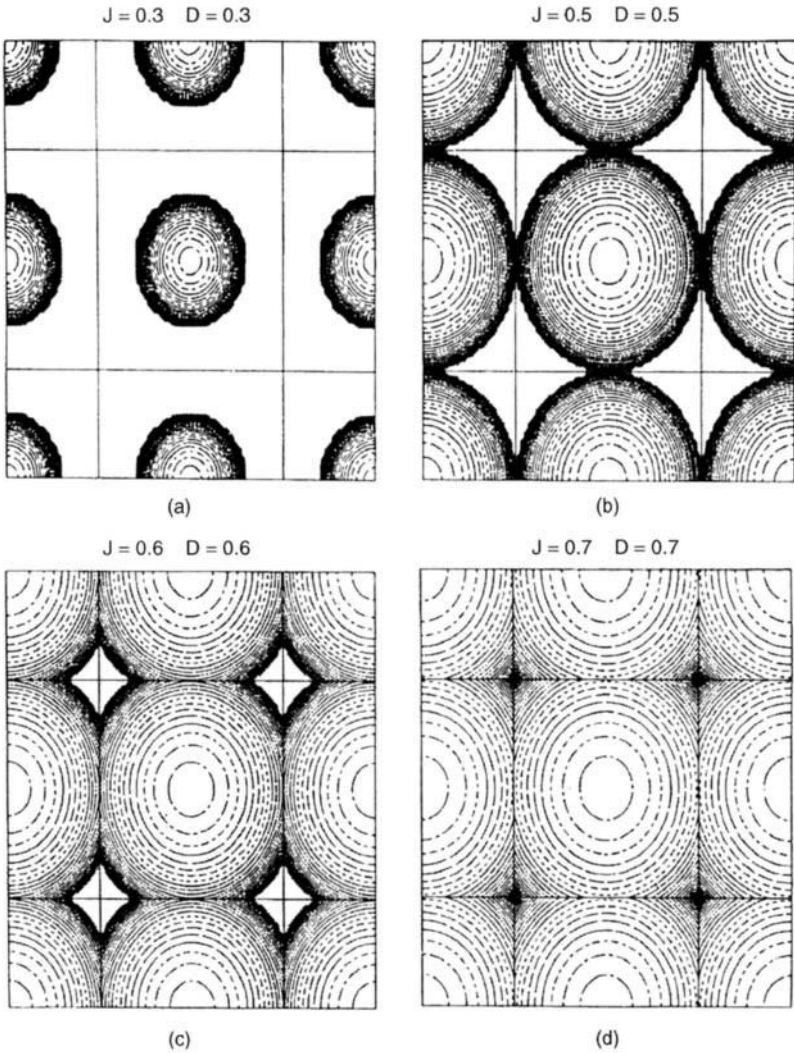 J = 0.3 D = 0.3
J = 0.5 D = 0.5
(a)
(b)
J = 0.6 D = 0.6
J = 0.7 D = 0.7
(c)
(d)